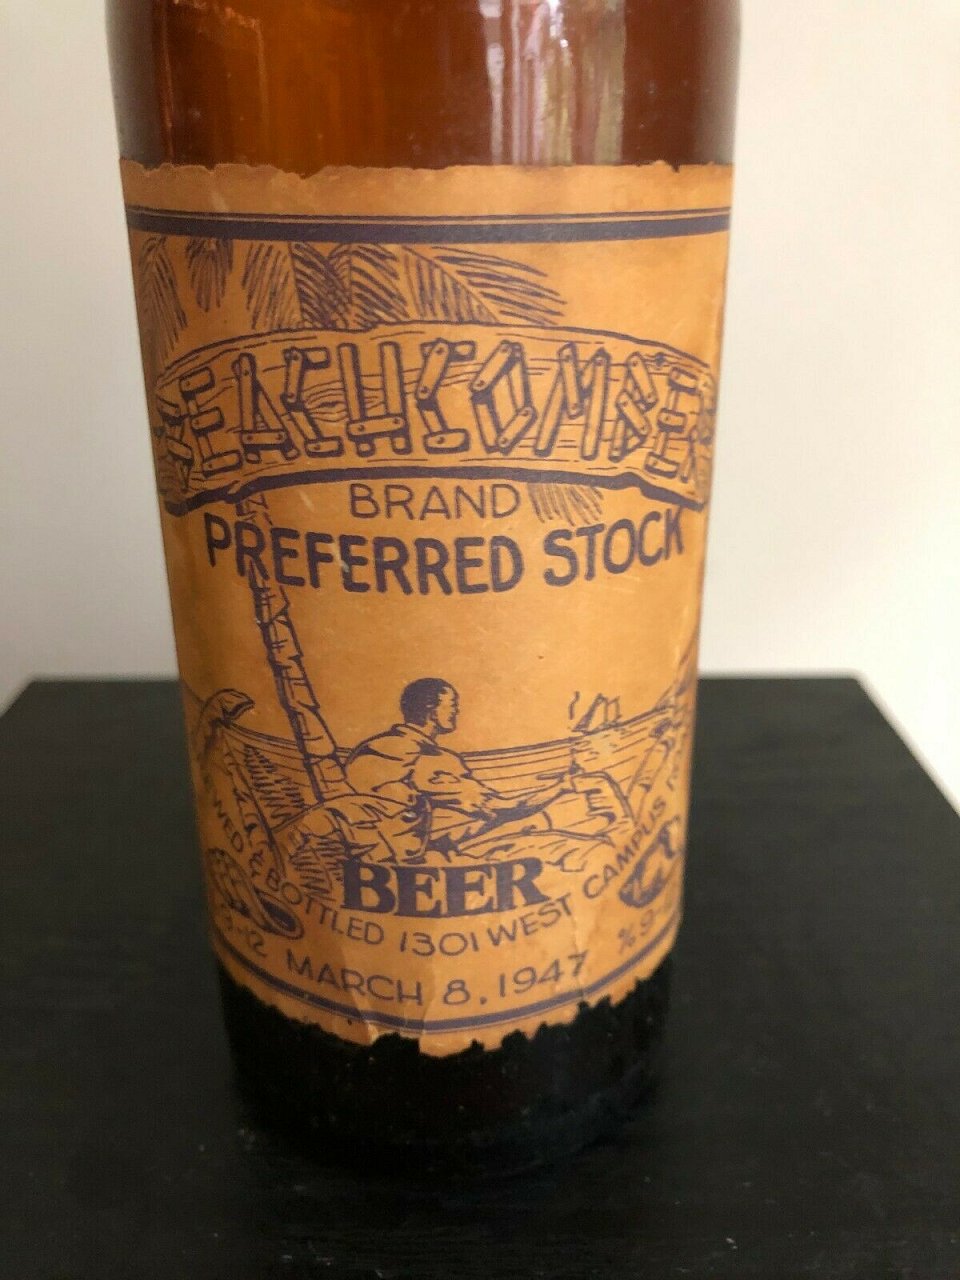 BEACHCOMBER
BRAND
PREFERRED STOCK
BEER
BOTTLED 1301 WEST CAMPUS
MARCH 8, 1947